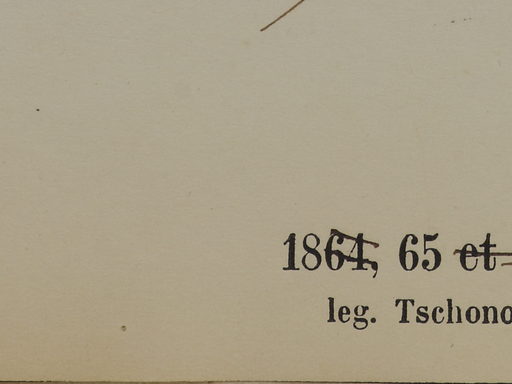 1864, 65 et
leg. Tschono